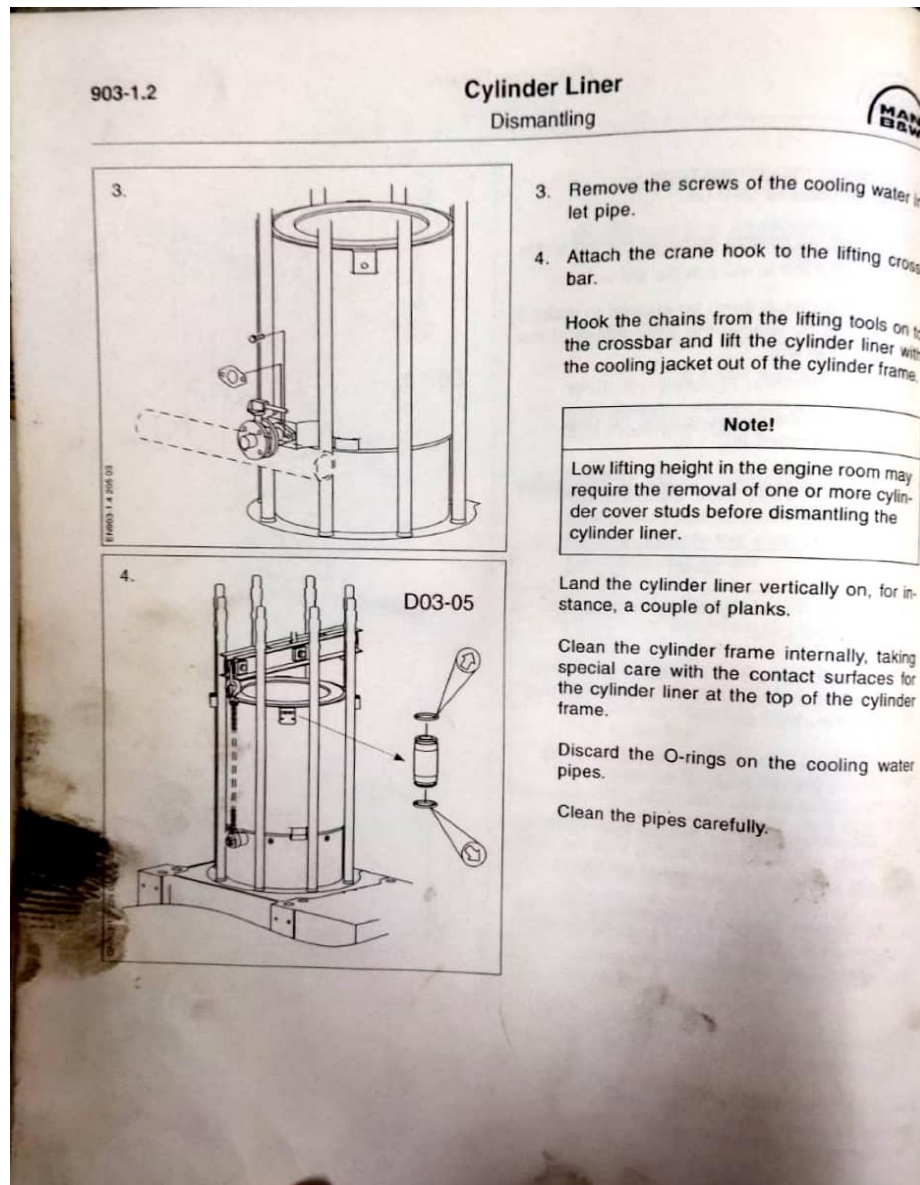 903-1.2
Cylinder Liner
Dismantling
MAN
B&W
3.
EN903-1.4 205 03
3. Remove the screws of the cooling water in
let pipe.
4. Attach the crane hook to the lifting cross
bar.
Hook the chains from the lifting tools on to
the crossbar and lift the cylinder liner with
the cooling jacket out of the cylinder frame.
Note!
Low lifting height in the engine room may
require the removal of one or more cylin-
der cover studs before dismantling the
cylinder liner.
4.
D03-05
Land the cylinder liner vertically on, for in-
stance, a couple of planks.
Clean the cylinder frame internally, taking
special care with the contact surfaces for
the cylinder liner at the top of the cylinder
frame.
Discard the O-rings on the cooling water
pipes.
Clean the pipes carefully.